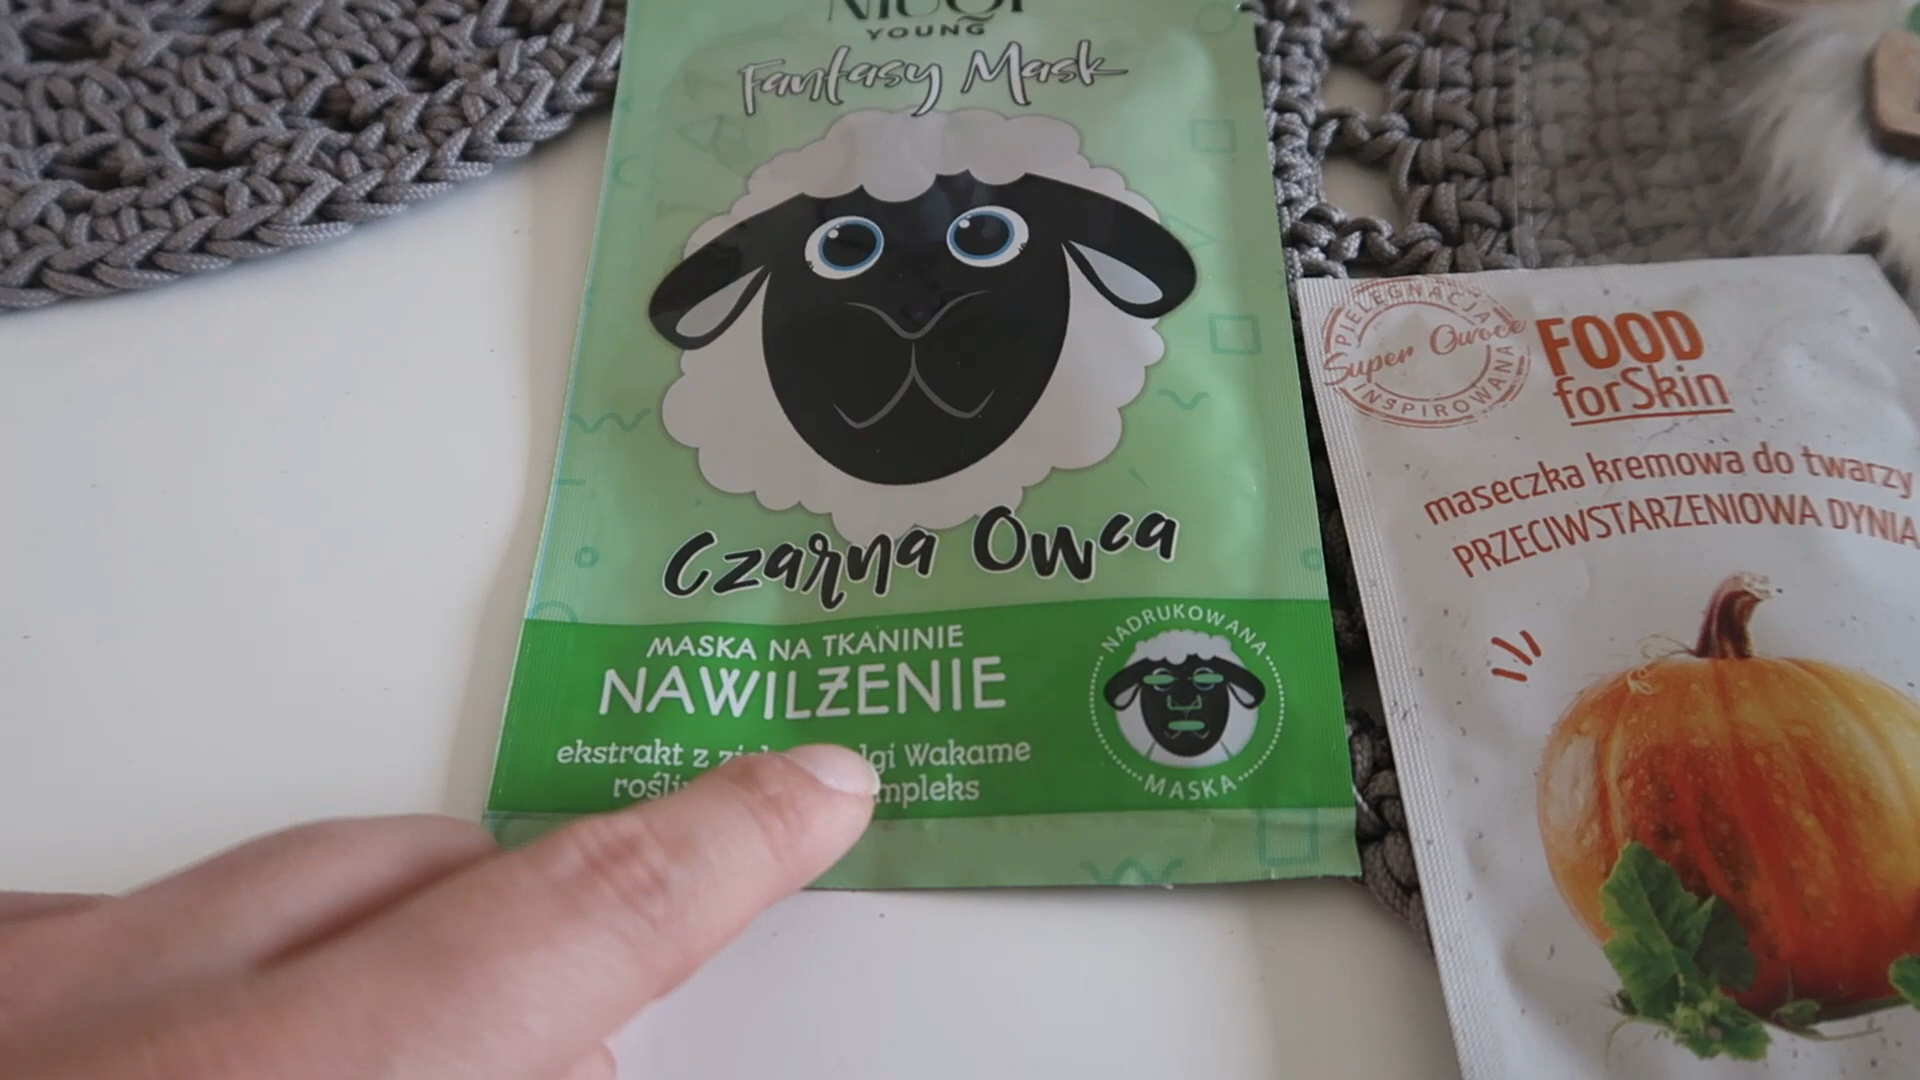 YOUNG
Fantasy Mask
Czarna Owca
MASKA NA TKANINIE
NAWILŻENIE
ekstrakt z Wakame
NADRUKOWANA
MASKA
PIELĘGNACJA
Super Owoce
INSPIROWANA
FOOD
forSkin
maseczka kremowa do twarzy
PRZECIWSTARZENIOWA DYNIA